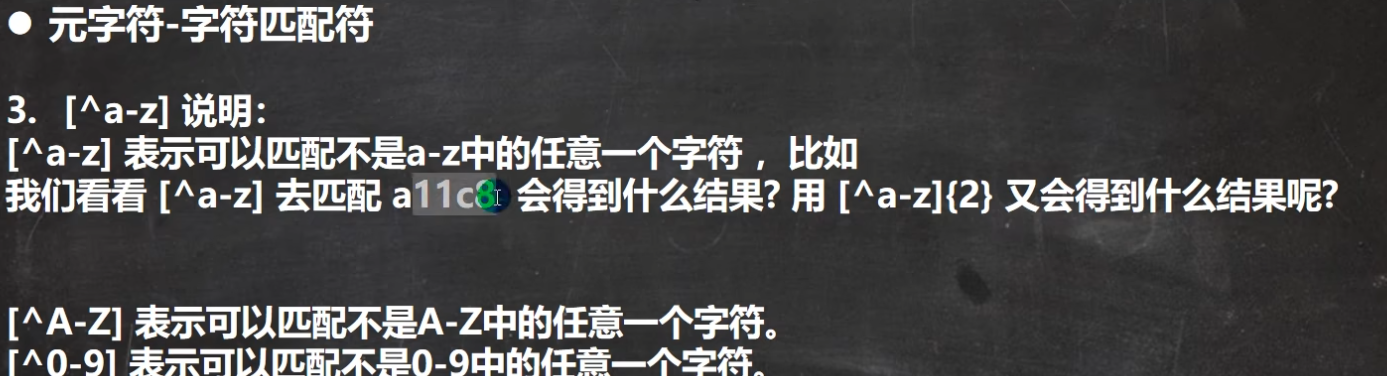 ● 元字符-字符匹配符
3. [^a-z] 说明：
[^a-z] 表示可以匹配不是a-z中的任意一个字符 ，比如
我们看看 [^a-z] 去匹配 a11c8 会得到什么结果? 用 [^a-z]{2} 又会得到什么结果呢?
[^A-Z] 表示可以匹配不是A-Z中的任意一个字符。
[^0-9] 表示可以匹配不是0-9中的任意一个字符。